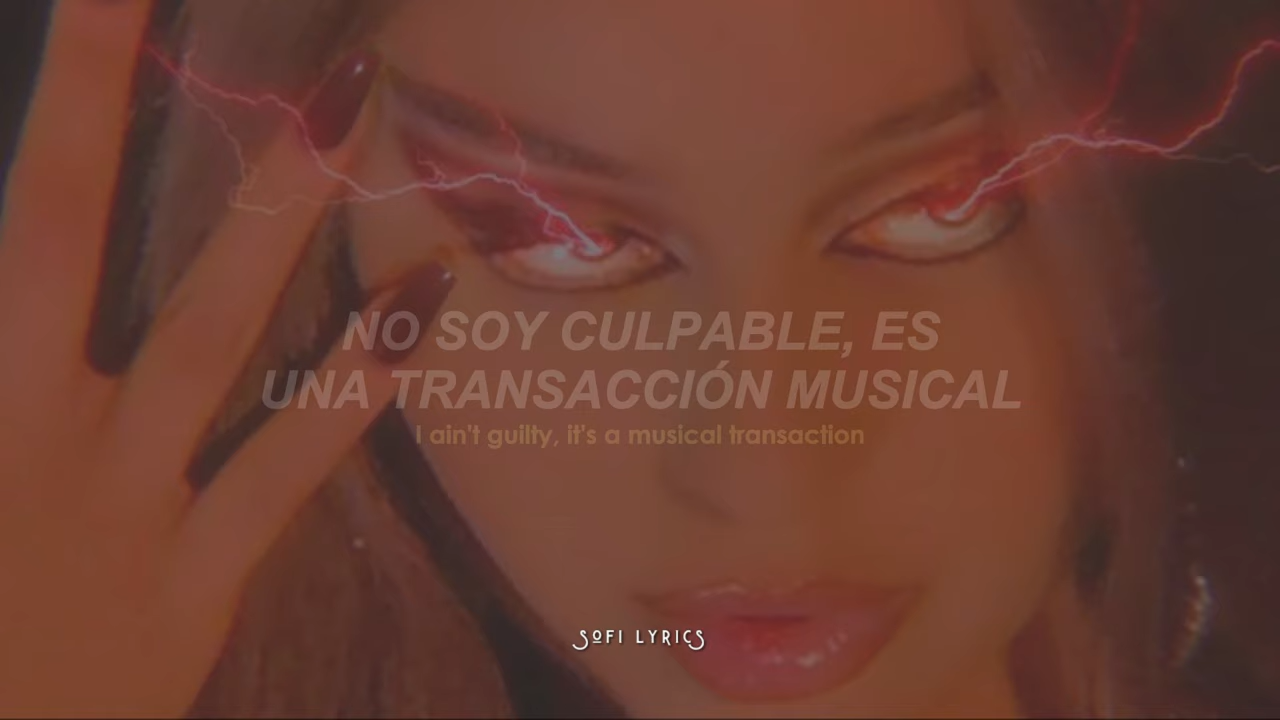 NO SOY CULPABLE, ES
UNA TRANSACCIÓN MUSICAL
I ain't guilty, it's a musical transaction
SOFI LYRICS